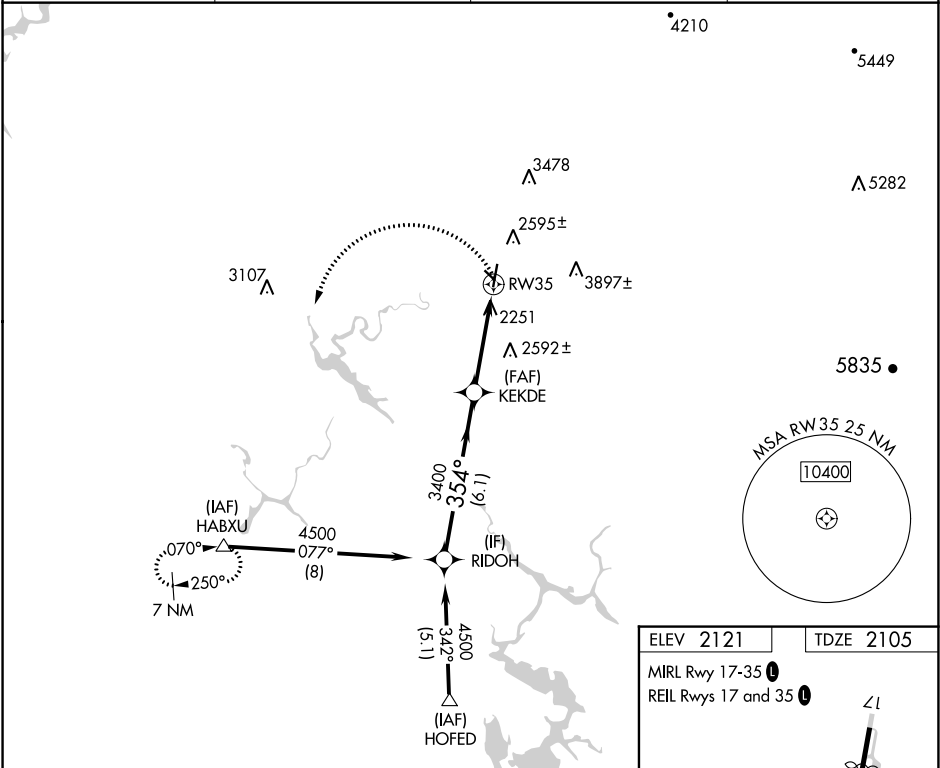 4210
5449
3478
5282
2595±
3107
RW35
3897±
2251
2592±
(FAF)
KEKDE
5835
MSA RW35 25 NM
10400
3400
354°
(6.1)
(IAF)
HABXU
4500
077°
(8)
(IF)
RIDOH
070°
250°
7 NM
4500
342°
(5.1)
(IAF)
HOFED
ELEV 2121
TDZE 2105
MIRL Rwy 17-35 L
REIL Rwys 17 and 35 L
17